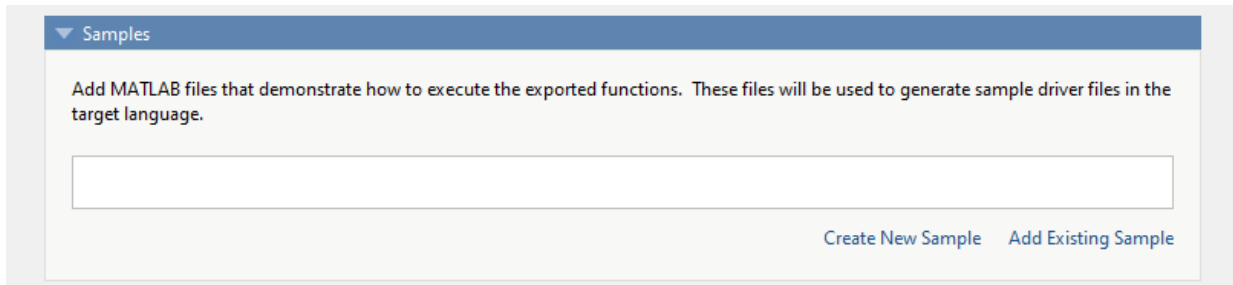 Samples
Add MATLAB files that demonstrate how to execute the exported functions.  These files will be used to generate sample driver files in the
target language.
Create New Sample
Add Existing Sample